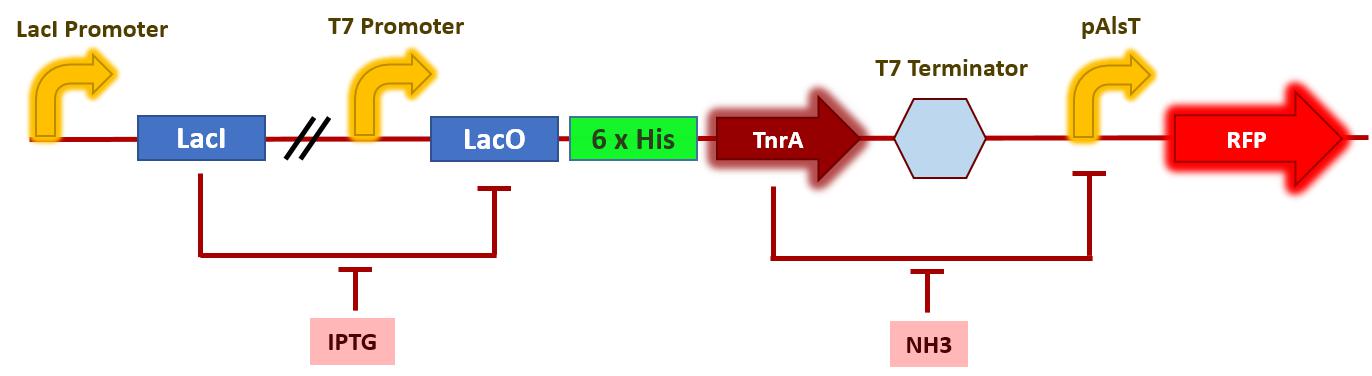 LacI Promoter
T7 Promoter
pAlsT
T7 Terminator
LacI
LacO
6 x His
TnrA
RFP
IPTG
NH3